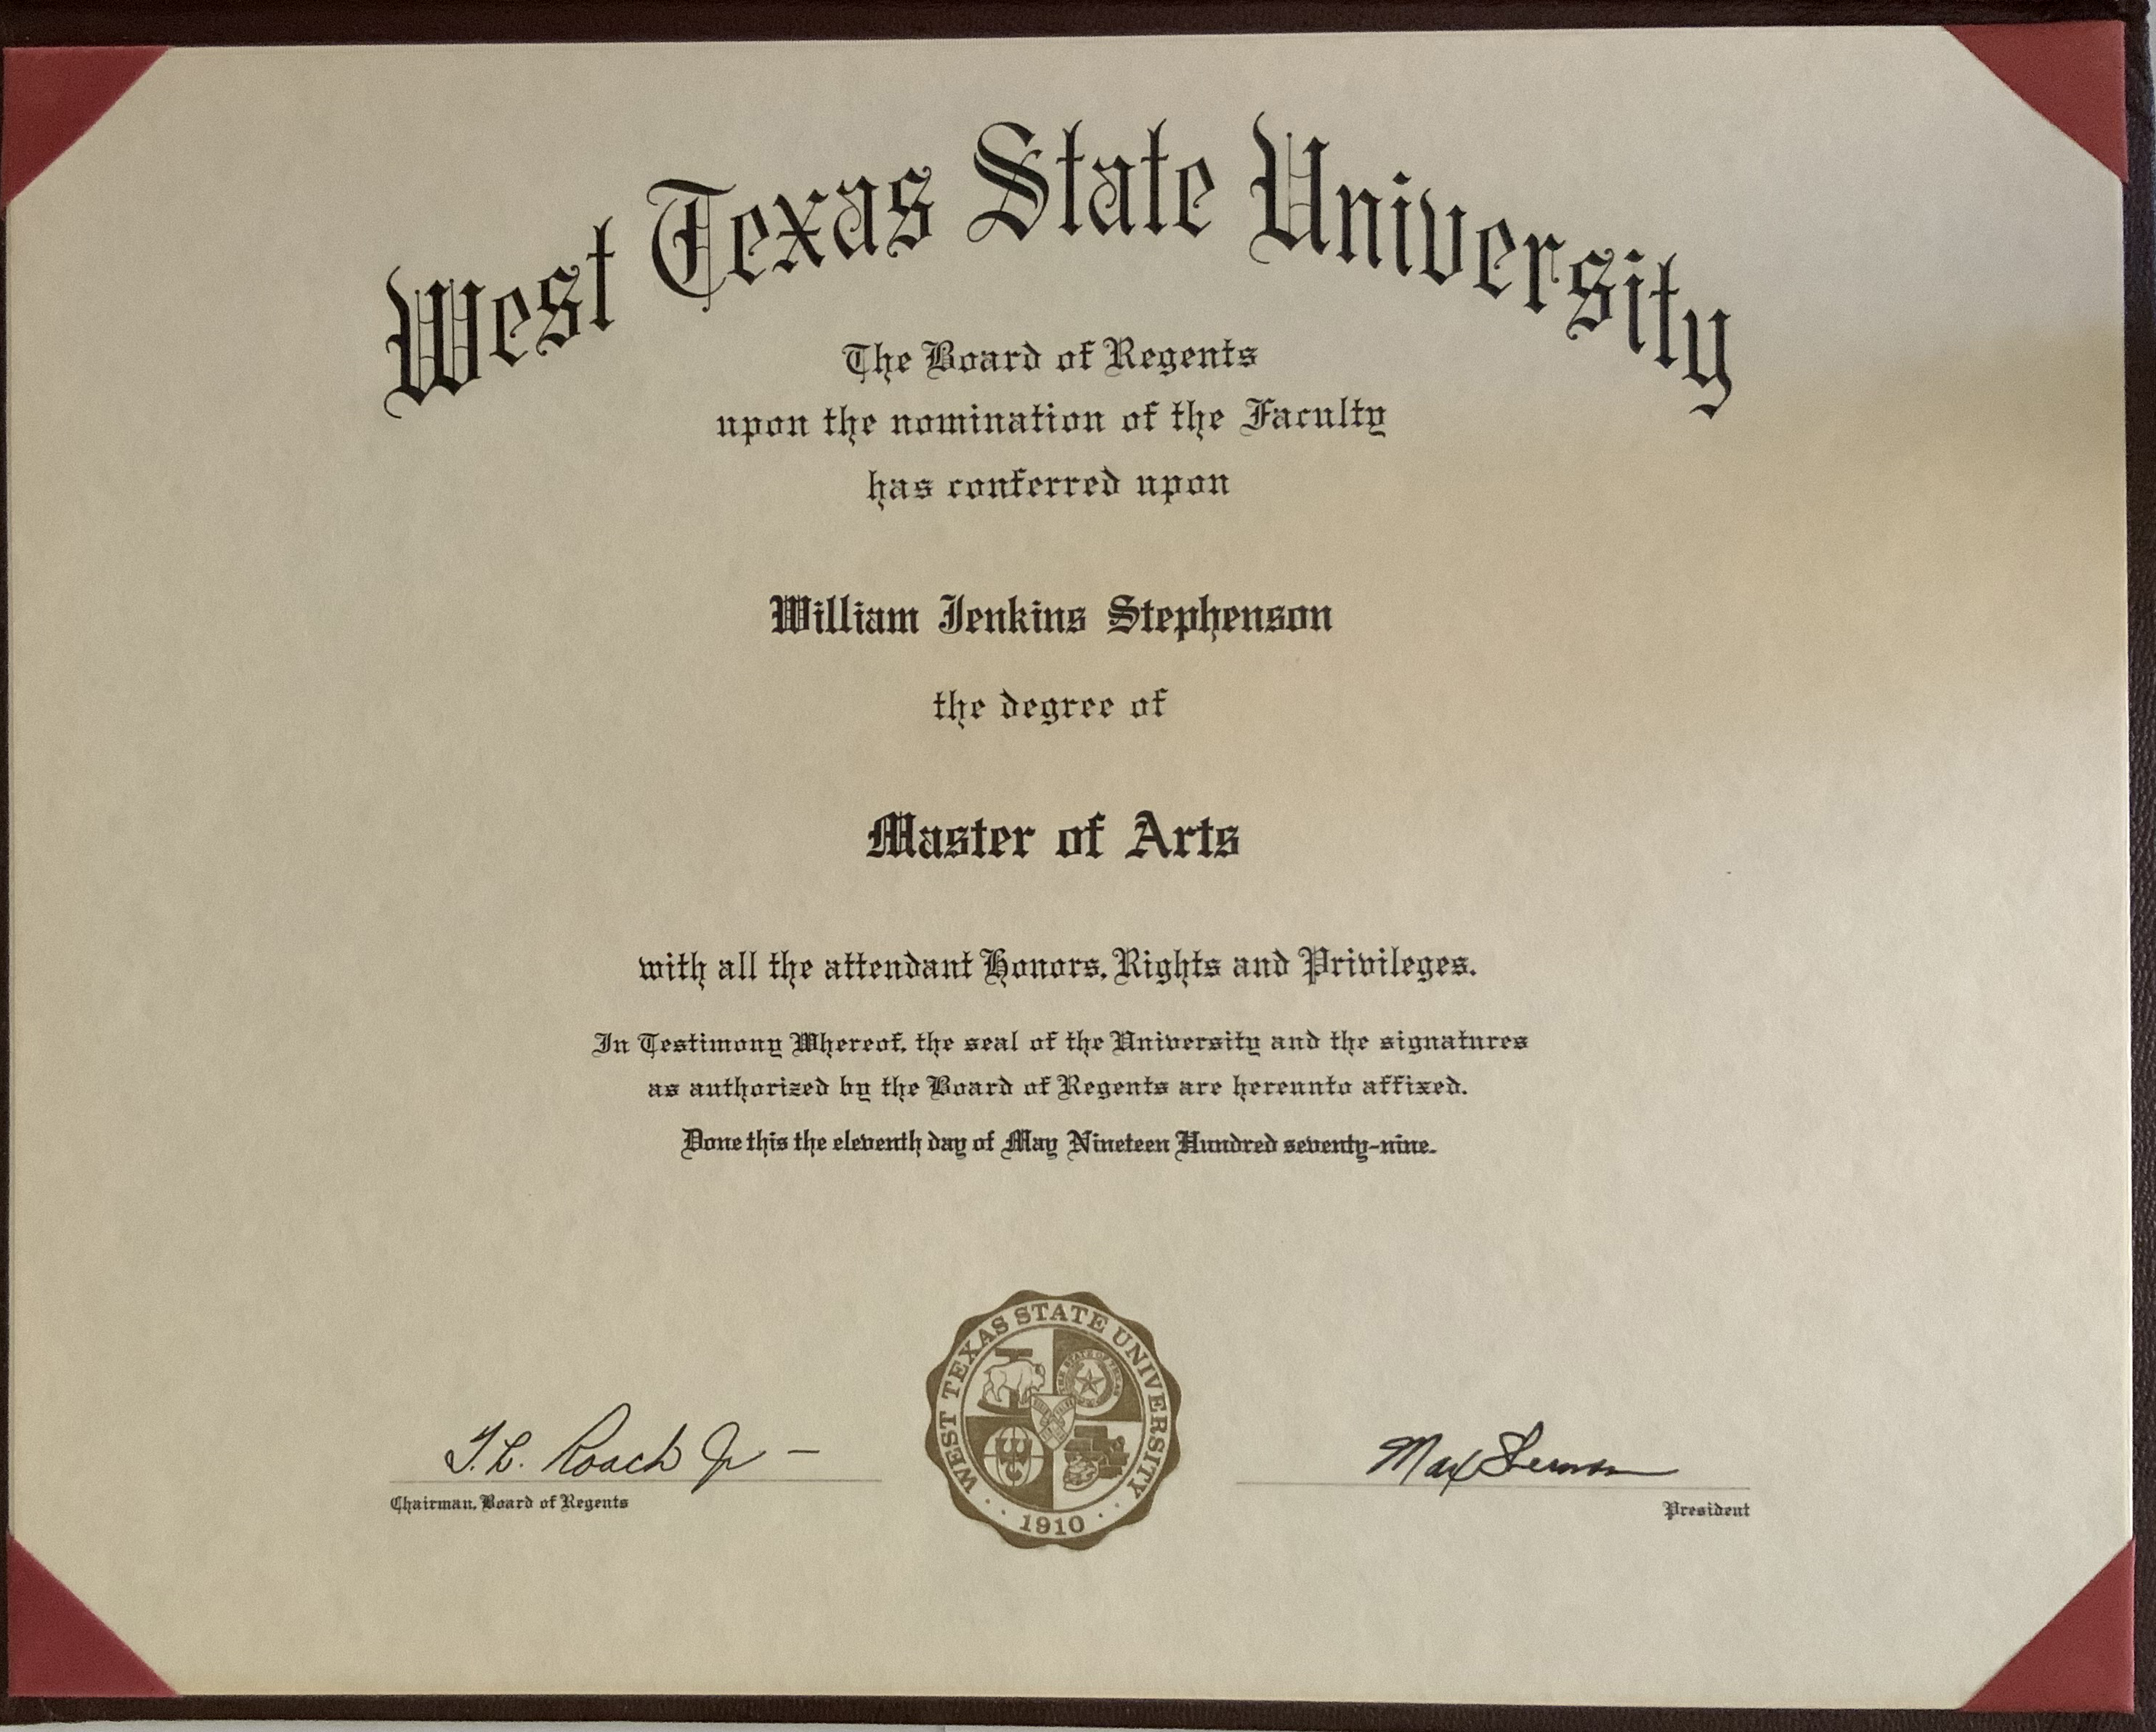 West Texas State University
The Board of Regents
upon the nomination of the Faculty
has conferred upon
William Jenkins Stephenson
the degree of
Master of Arts
with all the attendant Honors, Rights and Privileges.
In Testimony Whereof, the seal of the University and the signatures
as authorized by the Board of Regents are hereunto affixed.
Done this the eleventh day of May Nineteen Hundred seventy-nine.
WEST TEXAS STATE UNIVERSITY
1910
T. L. Roach Jr
Chairman, Board of Regents
Max Sherman
President